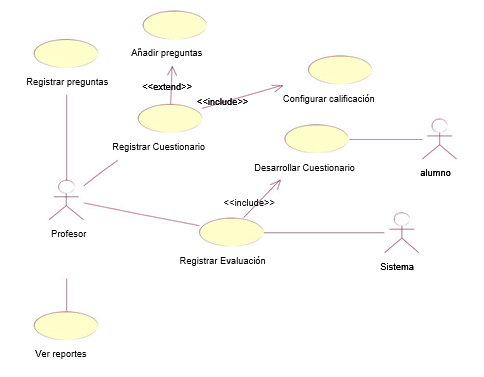 Añadir preguntas
Registrar preguntas
<<extend>>
<<include>>
Configurar calificación
Registrar Cuestionario
Desarrollar Cuestionario
alumno
<<include>>
Profesor
Registrar Evaluación
Sistema
Ver reportes